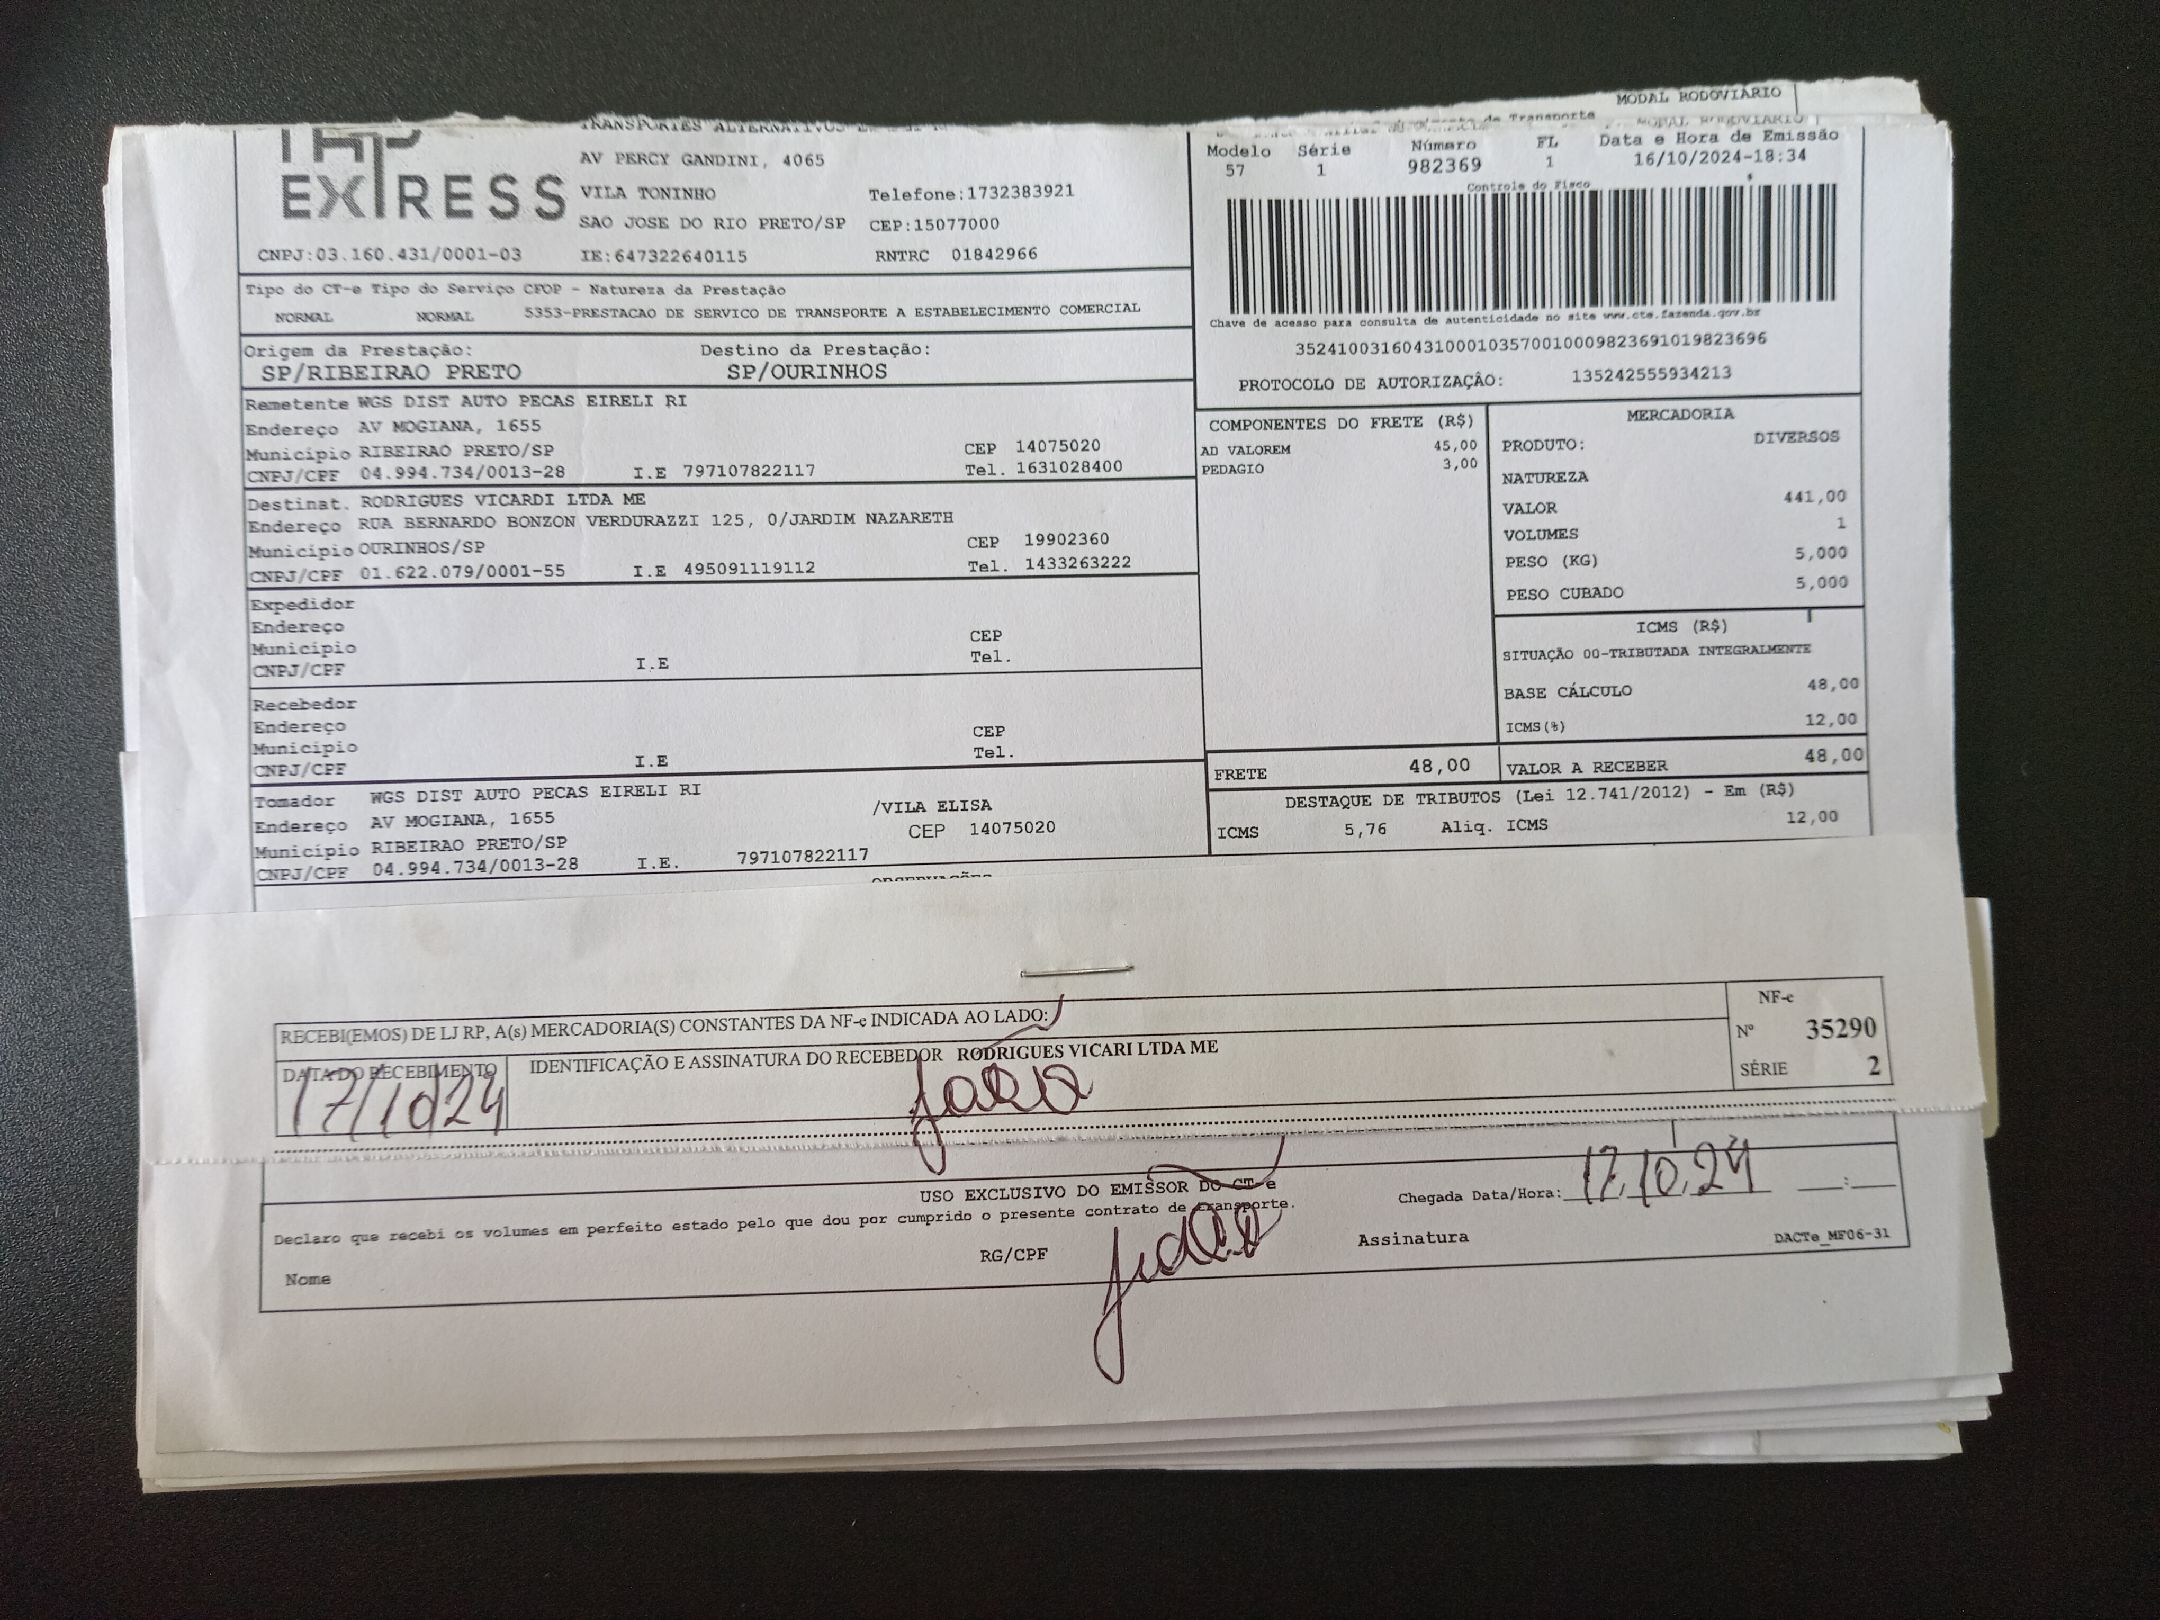 MODAL RODOVIÁRIO
de Transporte
TRANSPORTES ALTERNATIVOS
EXPRESS
AV PERCY GANDINI, 4065
VILA TONINHO Telefone:1732383921
SAO JOSE DO RIO PRETO/SP CEP:15077000
CNPJ:03.160.431/0001-03 IE:647322640115 RNTRC 01842966
Modelo Série Número FL Data e Hora de Emissão
57 1 982369 1 16/10/2024-18:34
Controle do Fisco
Chave de acesso para consulta de autenticidade no site www.cte.fazenda.gov.br
35241003160431000103570010009823691019823696
PROTOCOLO DE AUTORIZAÇÃO: 135242555934213
Tipo do CT-e Tipo do Serviço CFOP - Natureza da Prestação
NORMAL NORMAL 5353-PRESTACAO DE SERVICO DE TRANSPORTE A ESTABELECIMENTO COMERCIAL
Origem da Prestação: Destino da Prestação:
SP/RIBEIRAO PRETO SP/OURINHOS
Remetente WGS DIST AUTO PECAS EIRELI RI
Endereço AV MOGIANA, 1655
Município RIBEIRAO PRETO/SP CEP 14075020
CNPJ/CPF 04.994.734/0013-28 I.E 797107822117 Tel. 1631028400
Destinat. RODRIGUES VICARDI LTDA ME
Endereço RUA BERNARDO BONZON VERDURAZZI 125, 0/JARDIM NAZARETH
Município OURINHOS/SP CEP 19902360
CNPJ/CPF 01.622.079/0001-55 I.E 495091119112 Tel. 1433263222
Expedidor
Endereço
Município CEP
CNPJ/CPF I.E Tel.
Recebedor
Endereço
Município CEP
CNPJ/CPF I.E Tel.
Tomador WGS DIST AUTO PECAS EIRELI RI
Endereço AV MOGIANA, 1655 /VILA ELISA
Município RIBEIRAO PRETO/SP CEP 14075020
CNPJ/CPF 04.994.734/0013-28 I.E. 797107822117
COMPONENTES DO FRETE (R$)
AD VALOREM 45,00
PEDAGIO 3,00
MERCADORIA
PRODUTO: DIVERSOS
NATUREZA
VALOR 441,00
VOLUMES 1
PESO (KG) 5,000
PESO CUBADO 5,000
ICMS (R$)
SITUAÇÃO 00-TRIBUTADA INTEGRALMENTE
BASE CÁLCULO 48,00
ICMS(%) 12,00
FRETE 48,00 VALOR A RECEBER 48,00
DESTAQUE DE TRIBUTOS (Lei 12.741/2012) - Em (R$)
ICMS 5,76 Aliq. ICMS 12,00
RECEBI(EMOS) DE LJ RP, A(s) MERCADORIA(S) CONSTANTES DA NF-e INDICADA AO LADO:
DATA DO RECEBIMENTO IDENTIFICAÇÃO E ASSINATURA DO RECEBEDOR RODRIGUES VICARI LTDA ME
17/10/24
NF-e
Nº 35290
SÉRIE 2
USO EXCLUSIVO DO EMISSOR DO CT-e
Declaro que recebi os volumes em perfeito estado pelo que dou por cumprido o presente contrato de transporte.
Chegada Data/Hora: 17.10.24 __:__
Nome RG/CPF Assinatura
DACTe_MF06-31